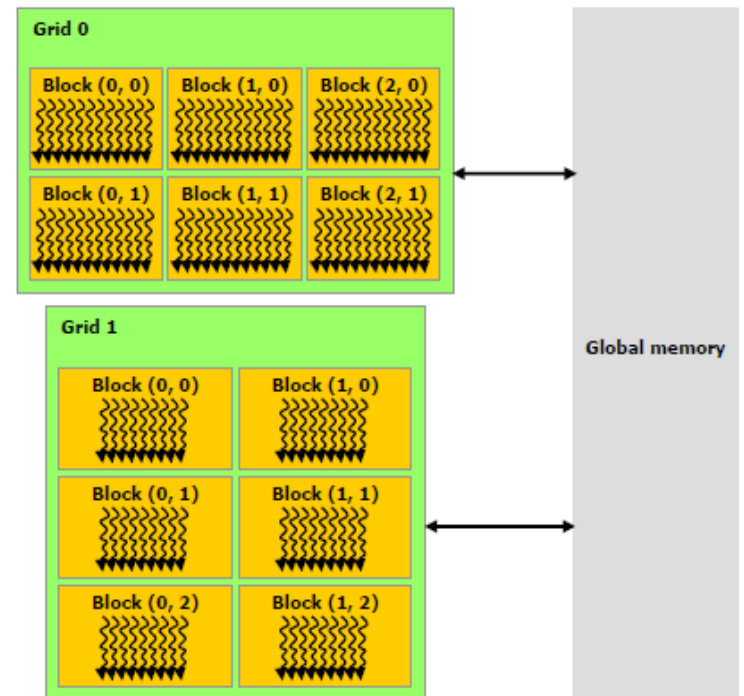 Grid 0
Block (0, 0) Block (1, 0) Block (2, 0)
Block (0, 1) Block (1, 1) Block (2, 1)
Grid 1
Global memory
Block (0, 0) Block (1, 0)
Block (0, 1) Block (1, 1)
Block (0, 2) Block (1, 2)